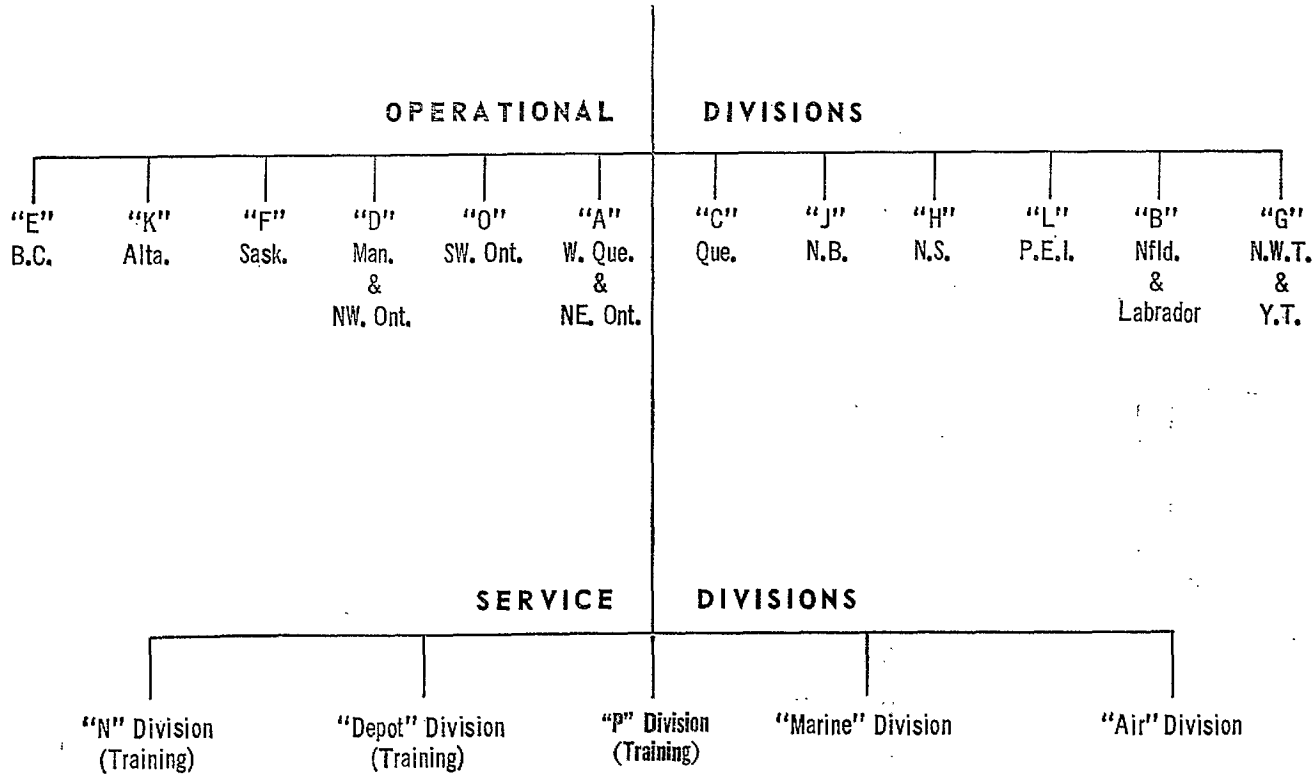 OPERATIONAL DIVISIONS
"E" "K" "F" "D" "O" "A" "C" "J" "H" "L" "B" "G"
B.C. Alta. Sask. Man. SW. Ont. W. Que. Que. N.B. N.S. P.E.I. Nfld. N.W.T.
& & & &
NW. Ont. NE. Ont. Labrador Y.T.
SERVICE DIVISIONS
"N" Division "Depot" Division "P" Division "Marine" Division "Air" Division
(Training) (Training) (Training)